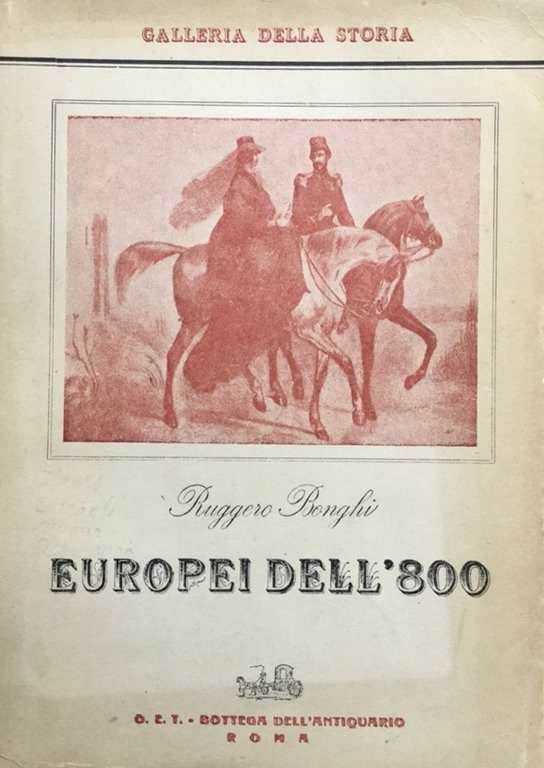 GALLERIA DELLA STORIA
Ruggero Bonghi
EUROPEI DELL'800
O. E. T. - BOTTEGA DELL'ANTIQUARIO
ROMA